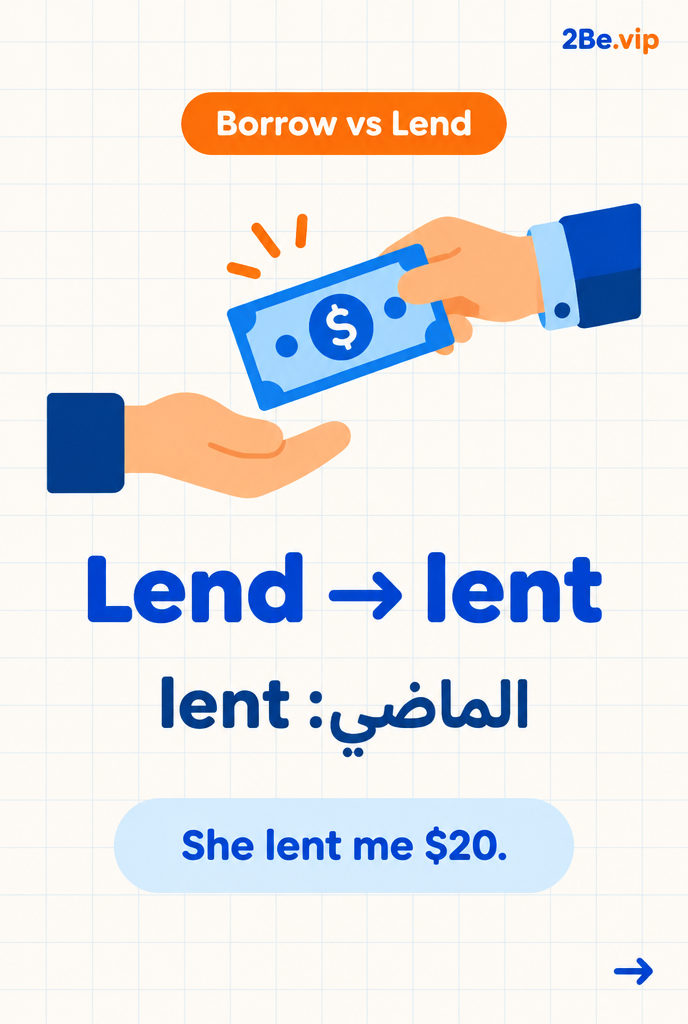 2Be.vip
Borrow vs Lend
$
Lend → lent
الماضي: lent
She lent me $20.
→